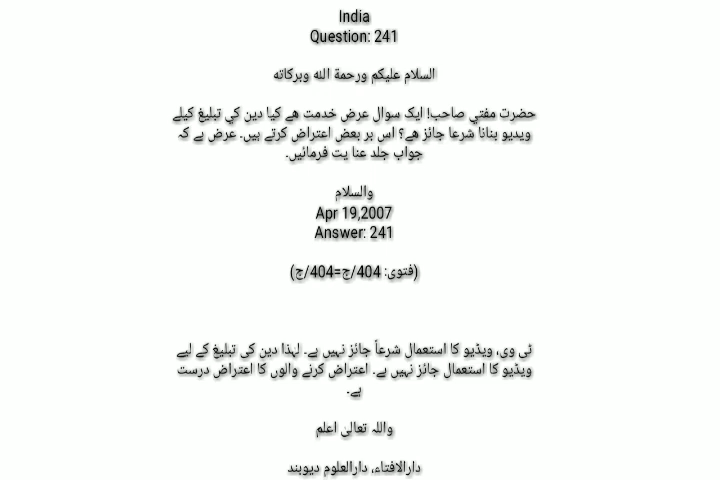 India
Question: 241
السلام عليكم ورحمة الله وبركاته
حضرت مفتي صاحب! ایک سوال عرض خدمت هے کیا دین کي تبلیغ کیلے
ویدیو بنانا شرعا جائز هے؟ اس بر بعض اعتراض کرتے ہیں۔ عرض ہے کہ
جواب جلد عنا یت فرمائیں۔
والسلام
Apr 19,2007
Answer: 241
(فتوی: 404/ج=404/ج)
ٹی وی، ویڈیو کا استعمال شرعاً جائز نہیں ہے۔ لہٰذا دین کی تبلیغ کے لیے
ویڈیو کا استعمال جائز نہیں ہے۔ اعتراض کرنے والوں کا اعتراض درست
ہے۔
واللہ تعالی اعلم
دارالافتاء، دارالعلوم دیوبند